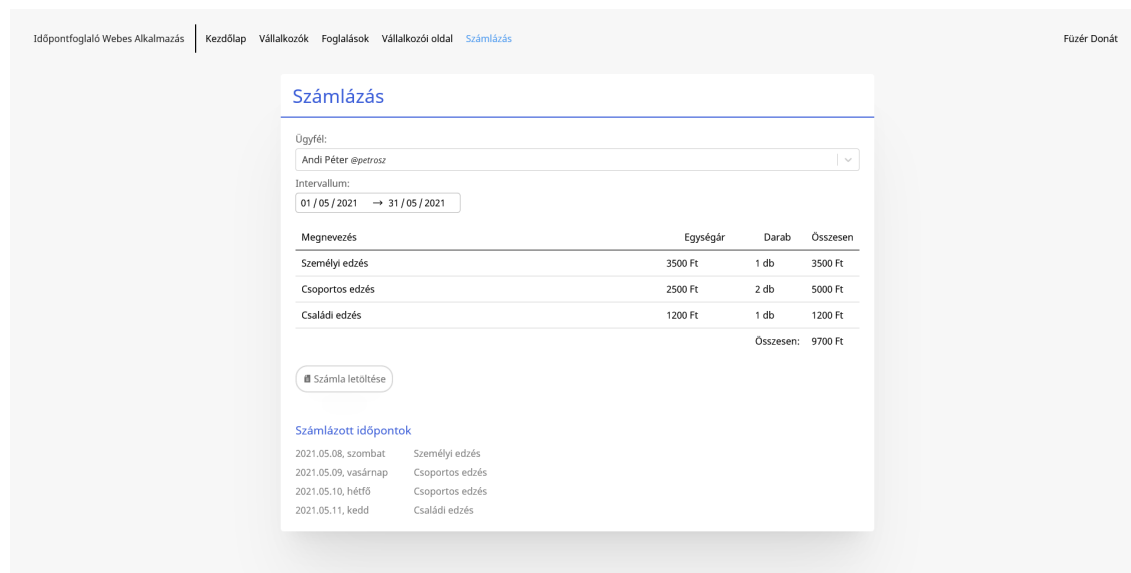 Időpontfoglaló Webes Alkalmazás Kezdőlap Vállalkozók Foglalások Vállalkozói oldal Számlázás Füzér Donát
Számlázás
Ügyfél:
Andi Péter @petrosz
Intervallum:
01 / 05 / 2021 → 31 / 05 / 2021
Megnevezés Egységár Darab Összesen
Személyi edzés 3500 Ft 1 db 3500 Ft
Csoportos edzés 2500 Ft 2 db 5000 Ft
Családi edzés 1200 Ft 1 db 1200 Ft
Összesen: 9700 Ft
Számla letöltése
Számlázott időpontok
2021.05.08, szombat Személyi edzés
2021.05.09, vasárnap Csoportos edzés
2021.05.10, hétfő Csoportos edzés
2021.05.11, kedd Családi edzés